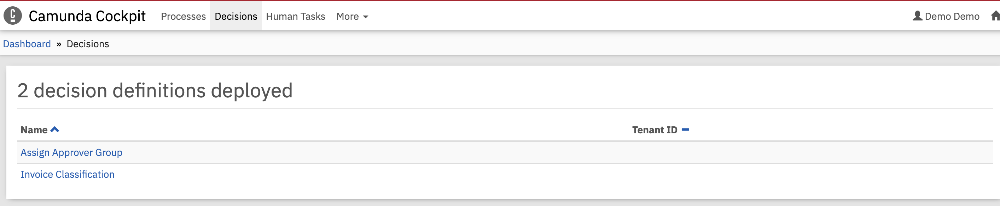 Camunda Cockpit Processes Decisions Human Tasks More Demo Demo
Dashboard » Decisions
2 decision definitions deployed
Name Tenant ID
Assign Approver Group
Invoice Classification